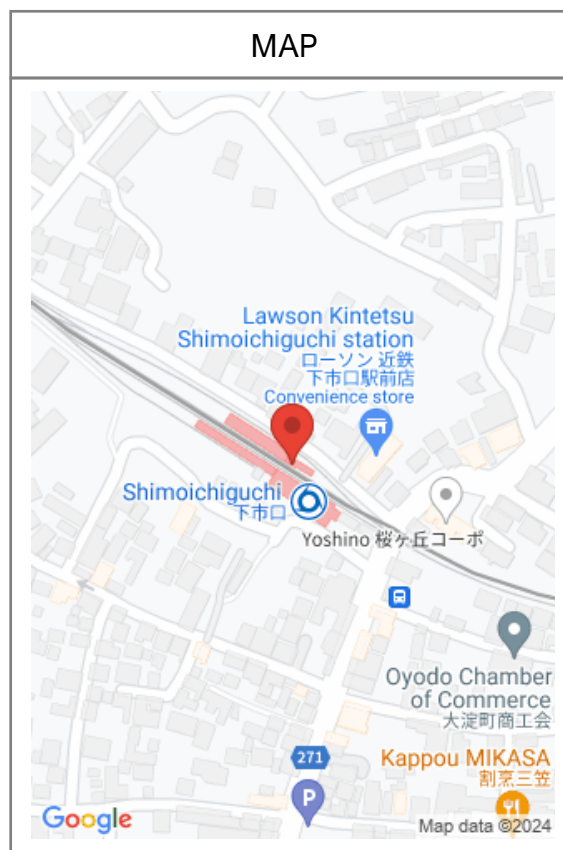 MAP
Lawson Kintetsu
Shimoichiguchi station
ローソン 近鉄
下市口駅前店
Convenience store
Shimoichiguchi
下市口
Yoshino 桜ヶ丘コーポ
Oyodo Chamber
of Commerce
大淀町商工会
271
Kappou MIKASA
割烹三笠
P
Google
Map data ©2024